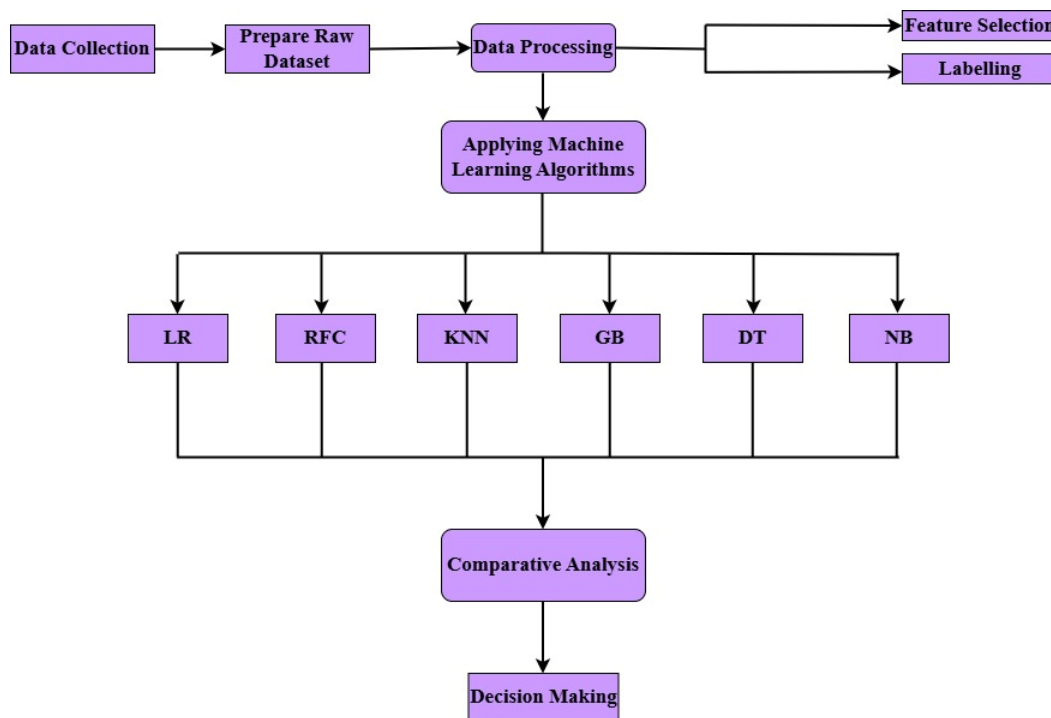 Data Collection
Prepare Raw
Dataset
Data Processing
Feature Selection
Labelling
Applying Machine
Learning Algorithms
LR
RFC
KNN
GB
DT
NB
Comparative Analysis
Decision Making